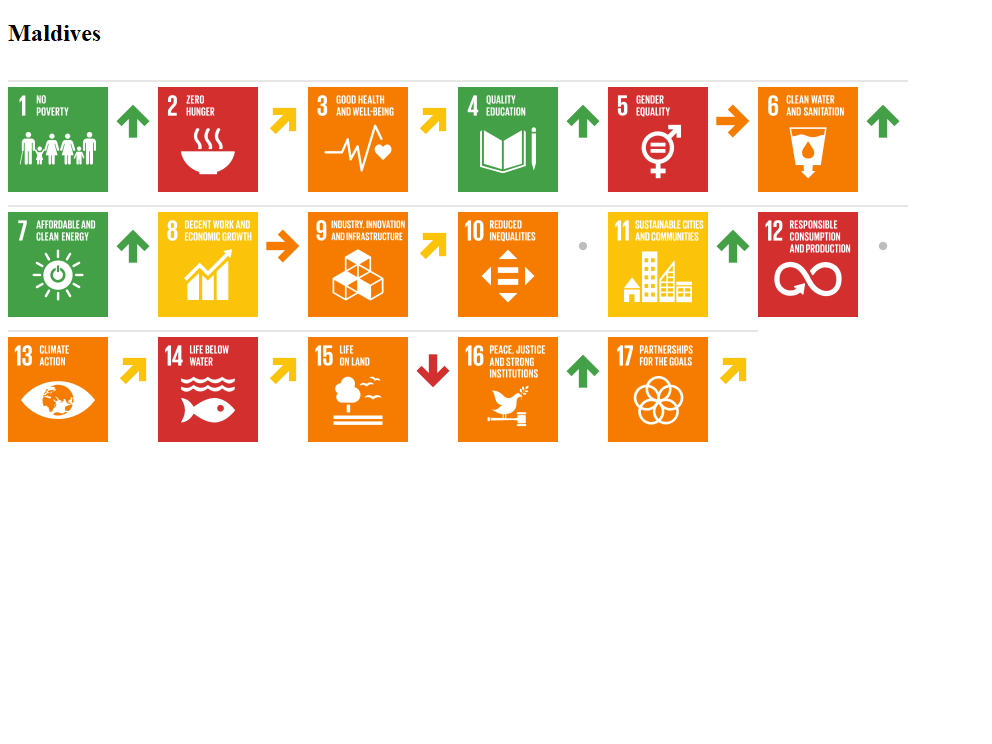 Maldives
1 NO
POVERTY
2 ZERO
HUNGER
3 GOOD HEALTH
AND WELL-BEING
4 QUALITY
EDUCATION
5 GENDER
EQUALITY
6 CLEAN WATER
AND SANITATION
7 AFFORDABLE AND
CLEAN ENERGY
8 DECENT WORK AND
ECONOMIC GROWTH
9 INDUSTRY, INNOVATION
AND INFRASTRUCTURE
10 REDUCED
INEQUALITIES
11 SUSTAINABLE CITIES
AND COMMUNITIES
12 RESPONSIBLE
CONSUMPTION
AND PRODUCTION
13 CLIMATE
ACTION
14 LIFE BELOW
WATER
15 LIFE
ON LAND
16 PEACE, JUSTICE
AND STRONG
INSTITUTIONS
17 PARTNERSHIPS
FOR THE GOALS